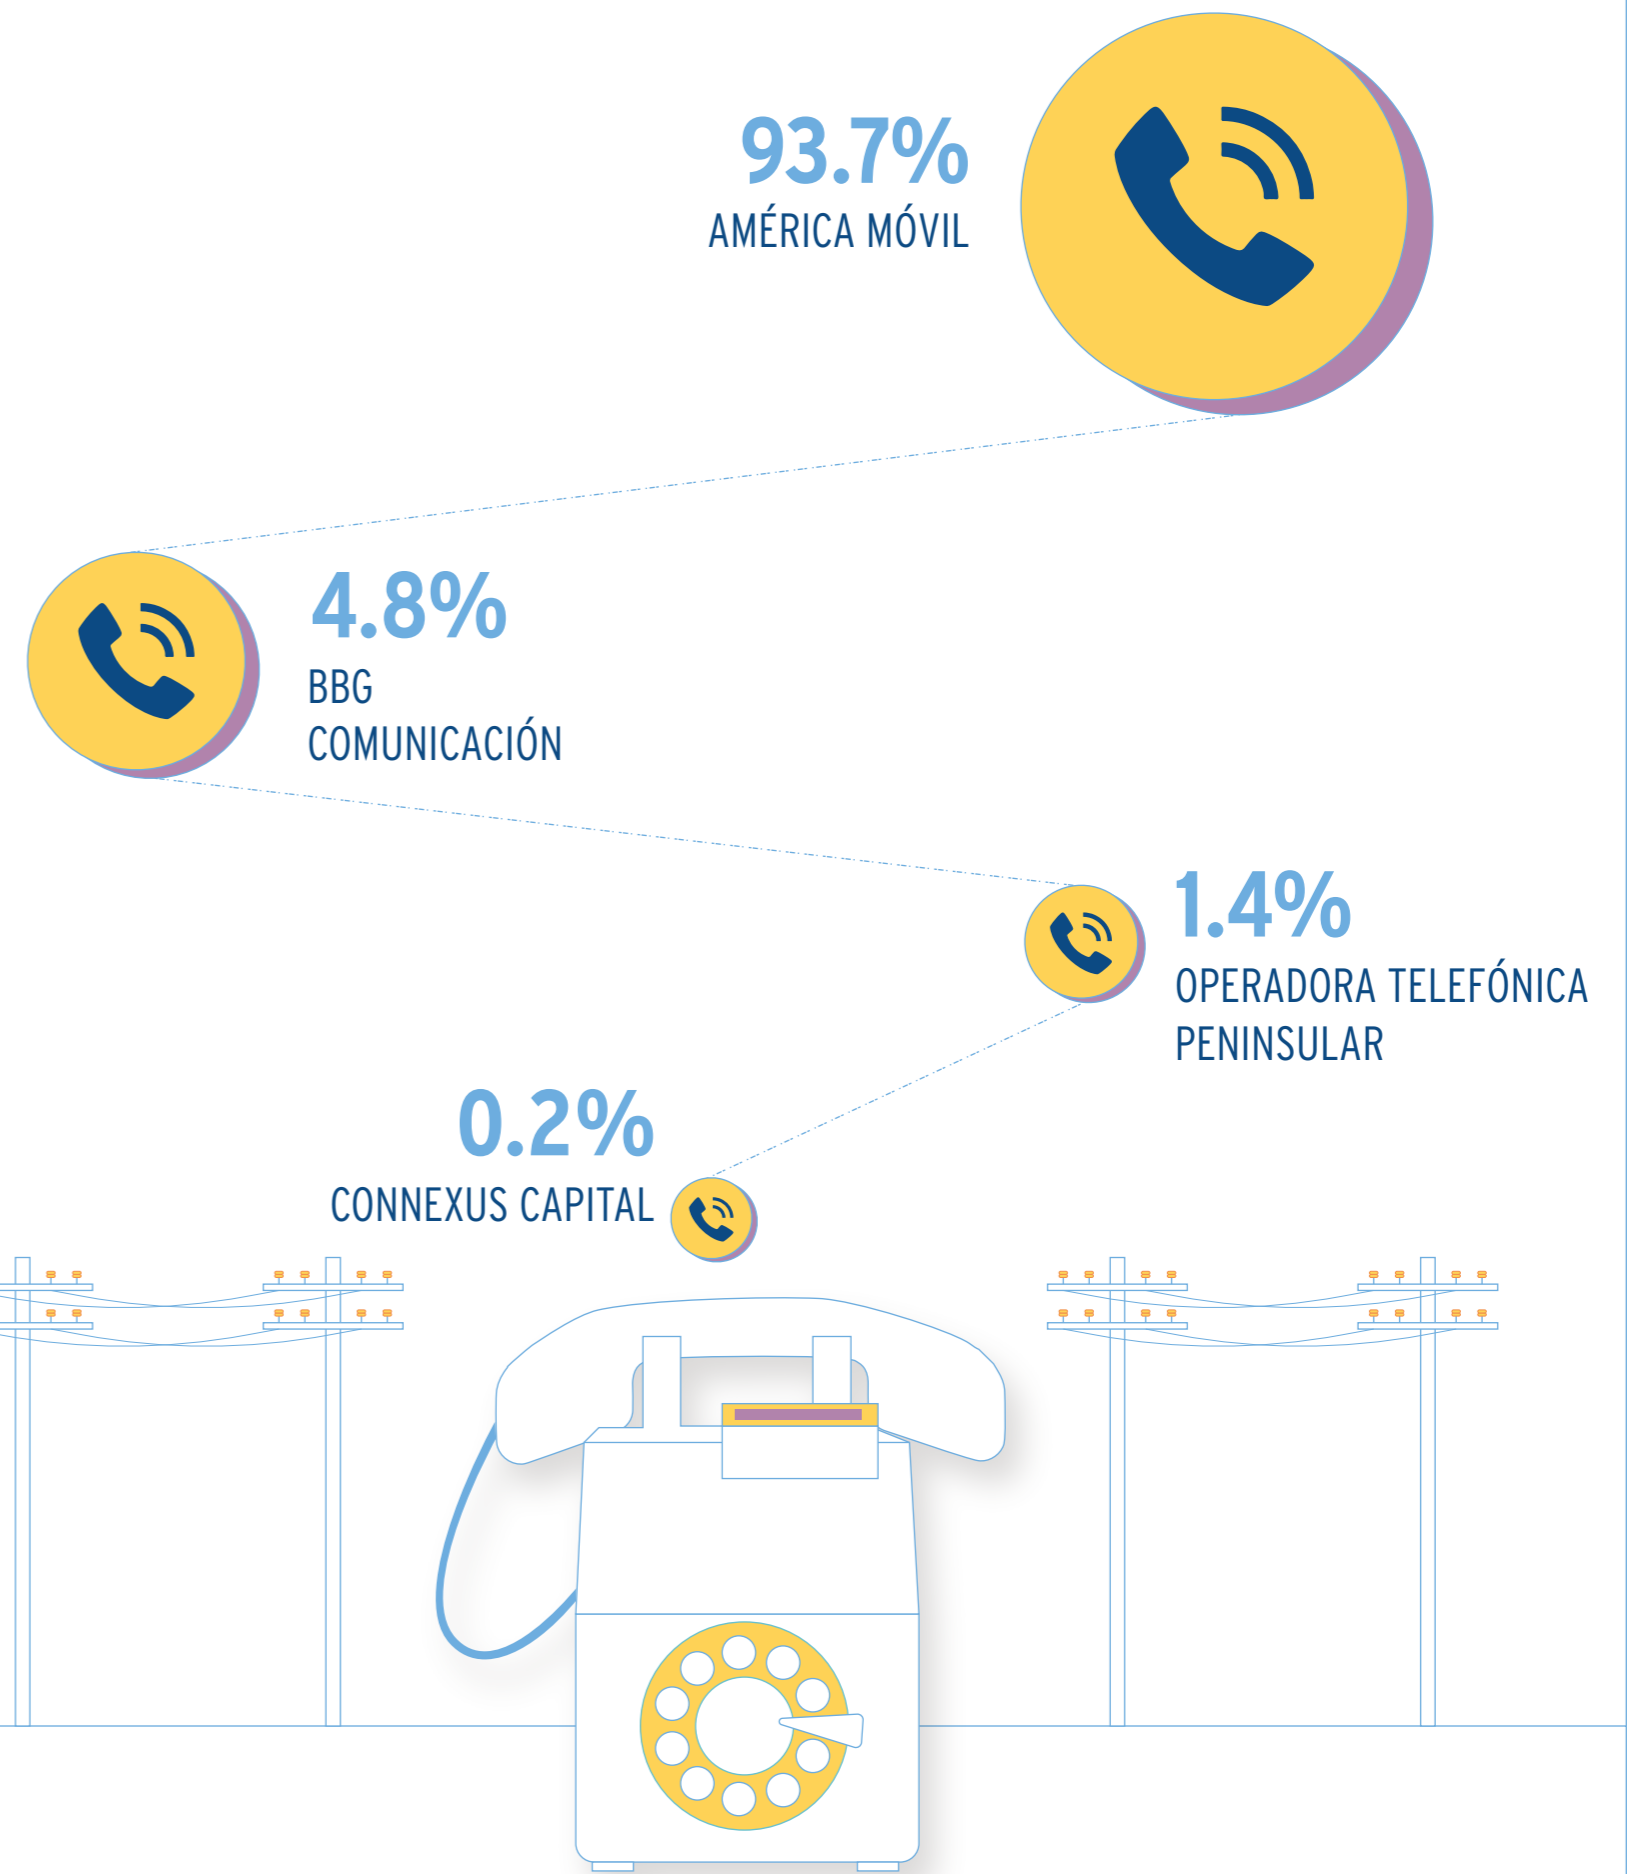 93.7%
AMÉRICA MÓVIL
4.8%
BBG
COMUNICACIÓN
1.4%
OPERADORA TELEFÓNICA
PENINSULAR
0.2%
CONNEXUS CAPITAL